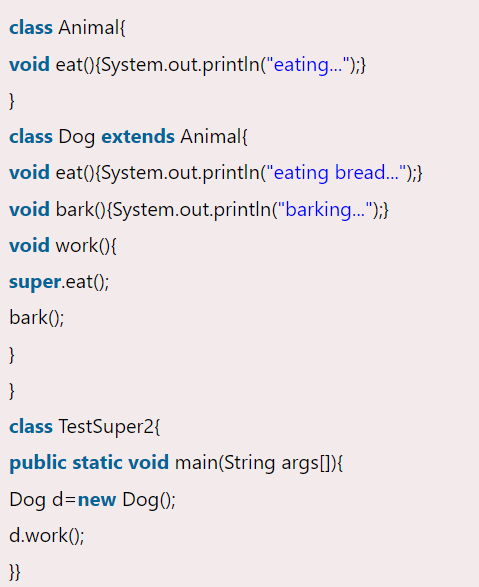 class Animal{
void eat(){System.out.println("eating...");}
}
class Dog extends Animal{
void eat(){System.out.println("eating bread...");}
void bark(){System.out.println("barking...");}
void work(){
super.eat();
bark();
}
}
class TestSuper2{
public static void main(String args[]){
Dog d=new Dog();
d.work();
}}